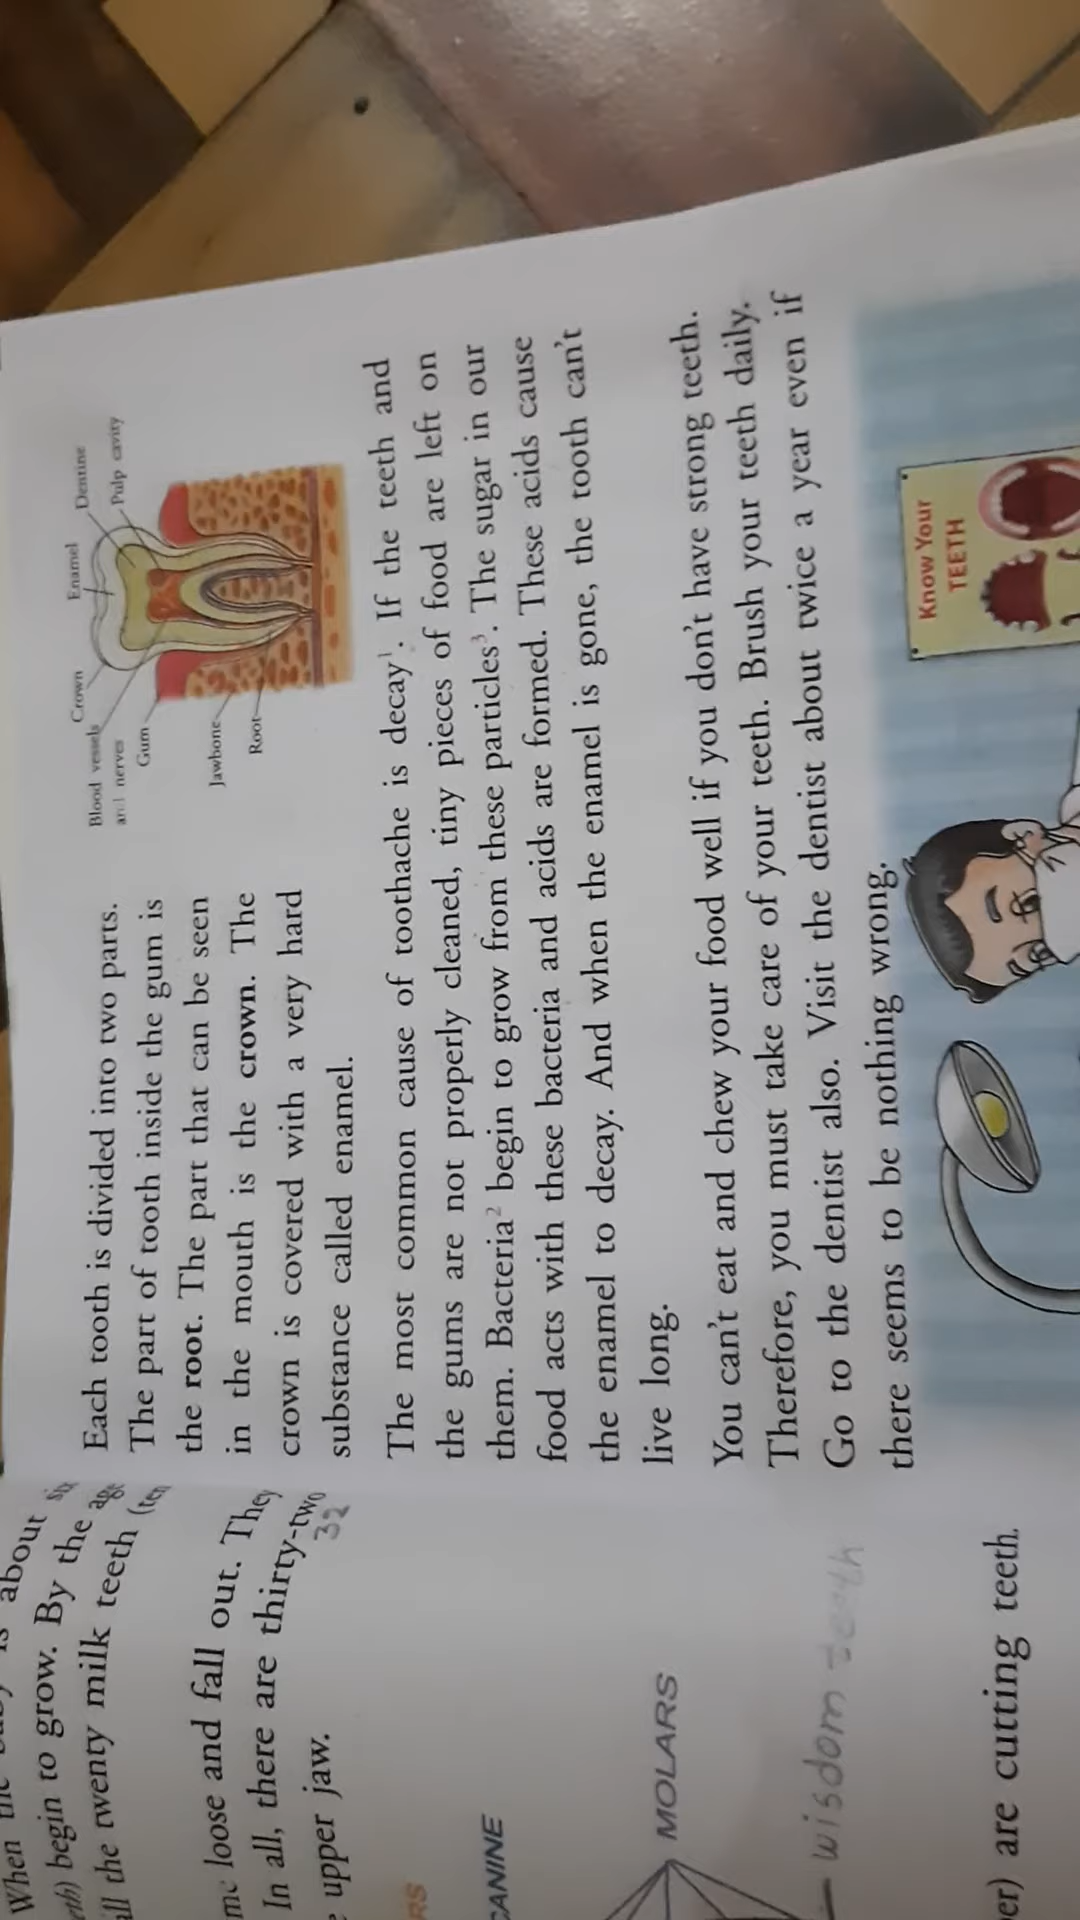 When the is about
begin to grow. By the age
all the twenty milk teeth (ten
loose and fall out. They
In all, there are thirty-two
32
upper jaw.
CANINE
MOLARS
wisdom teeth
are cutting teeth.
Each tooth is divided into two parts.
The part of tooth inside the gum is
the root. The part that can be seen
in the mouth is the crown. The
crown is covered with a very hard
substance called enamel.
Blood vessels
and nerves
Crown
Enamel
Dentine
Pulp cavity
Gum
Jawbone
Root
The most common cause of toothache is decay¹. If the teeth and
the gums are not properly cleaned, tiny pieces of food are left on
them. Bacteria² begin to grow from these particles³. The sugar in our
food acts with these bacteria and acids are formed. These acids cause
the enamel to decay. And when the enamel is gone, the tooth can't
live long.
You can't eat and chew your food well if you don't have strong teeth.
Therefore, you must take care of your teeth. Brush your teeth daily.
Go to the dentist also. Visit the dentist about twice a year even if
there seems to be nothing wrong.
Know Your
TEETH